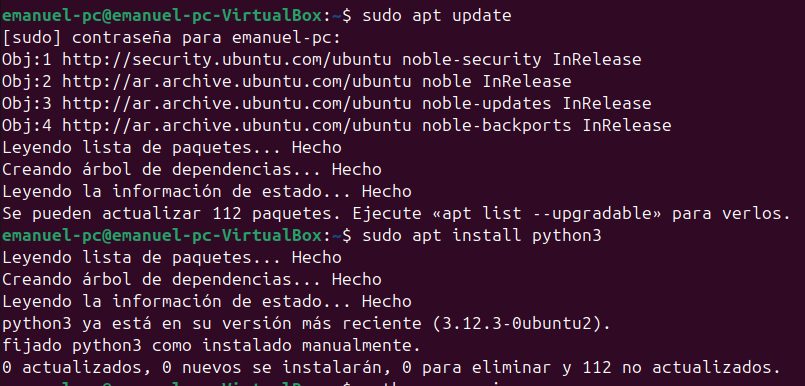 emanuel-pc@emanuel-pc-VirtualBox:~$ sudo apt update
[sudo] contraseña para emanuel-pc:
Obj:1 http://security.ubuntu.com/ubuntu noble-security InRelease
Obj:2 http://ar.archive.ubuntu.com/ubuntu noble InRelease
Obj:3 http://ar.archive.ubuntu.com/ubuntu noble-updates InRelease
Obj:4 http://ar.archive.ubuntu.com/ubuntu noble-backports InRelease
Leyendo lista de paquetes... Hecho
Creando árbol de dependencias... Hecho
Leyendo la información de estado... Hecho
Se pueden actualizar 112 paquetes. Ejecute «apt list --upgradable» para verlos.
emanuel-pc@emanuel-pc-VirtualBox:~$ sudo apt install python3
Leyendo lista de paquetes... Hecho
Creando árbol de dependencias... Hecho
Leyendo la información de estado... Hecho
python3 ya está en su versión más reciente (3.12.3-0ubuntu2).
fijado python3 como instalado manualmente.
0 actualizados, 0 nuevos se instalarán, 0 para eliminar y 112 no actualizados.
emanuel-pc@emanuel-pc-VirtualBox:~$